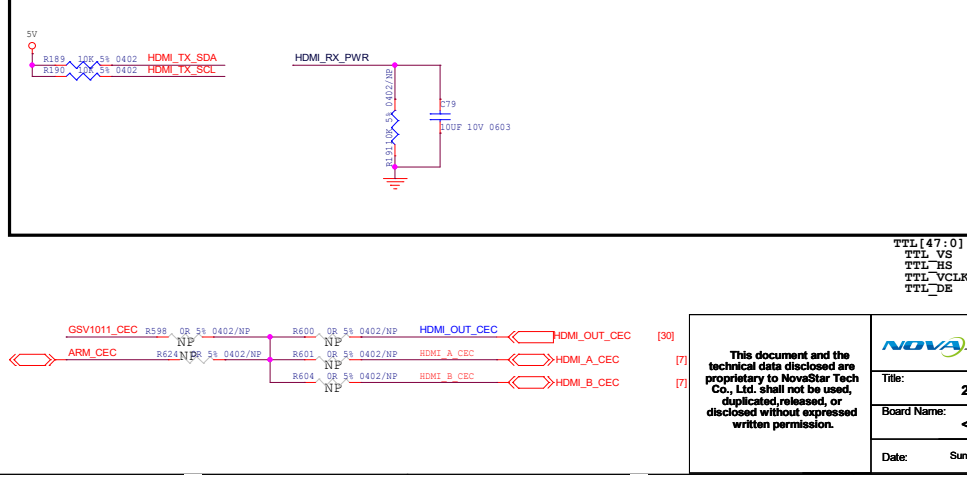 5V
R189 10K 5% 0402 HDMI_TX_SDA
R190 10K 5% 0402 HDMI_TX_SCL
HDMI_RX_PWR
R191 10K 5% 0402/NP
C79
10UF 10V 0603
TTL[47:0]
TTL_VS
TTL_HS
TTL_VCLK
TTL_DE
GSV1011_CEC R598 0R 5% 0402/NP
NP
ARM_CEC R624 0R 5% 0402/NP
NP
R600 0R 5% 0402/NP HDMI_OUT_CEC HDMI_OUT_CEC [30]
NP
R601 0R 5% 0402/NP HDMI_A_CEC HDMI_A_CEC [7]
NP
R604 0R 5% 0402/NP HDMI_B_CEC HDMI_B_CEC [7]
NP
This document and the
technical data disclosed are
proprietary to NovaStar Tech
Co., Ltd. shall not be used,
duplicated,released, or
disclosed without expressed
written permission.
NOVA
Title:
2
Board Name:
<
Date: Sun